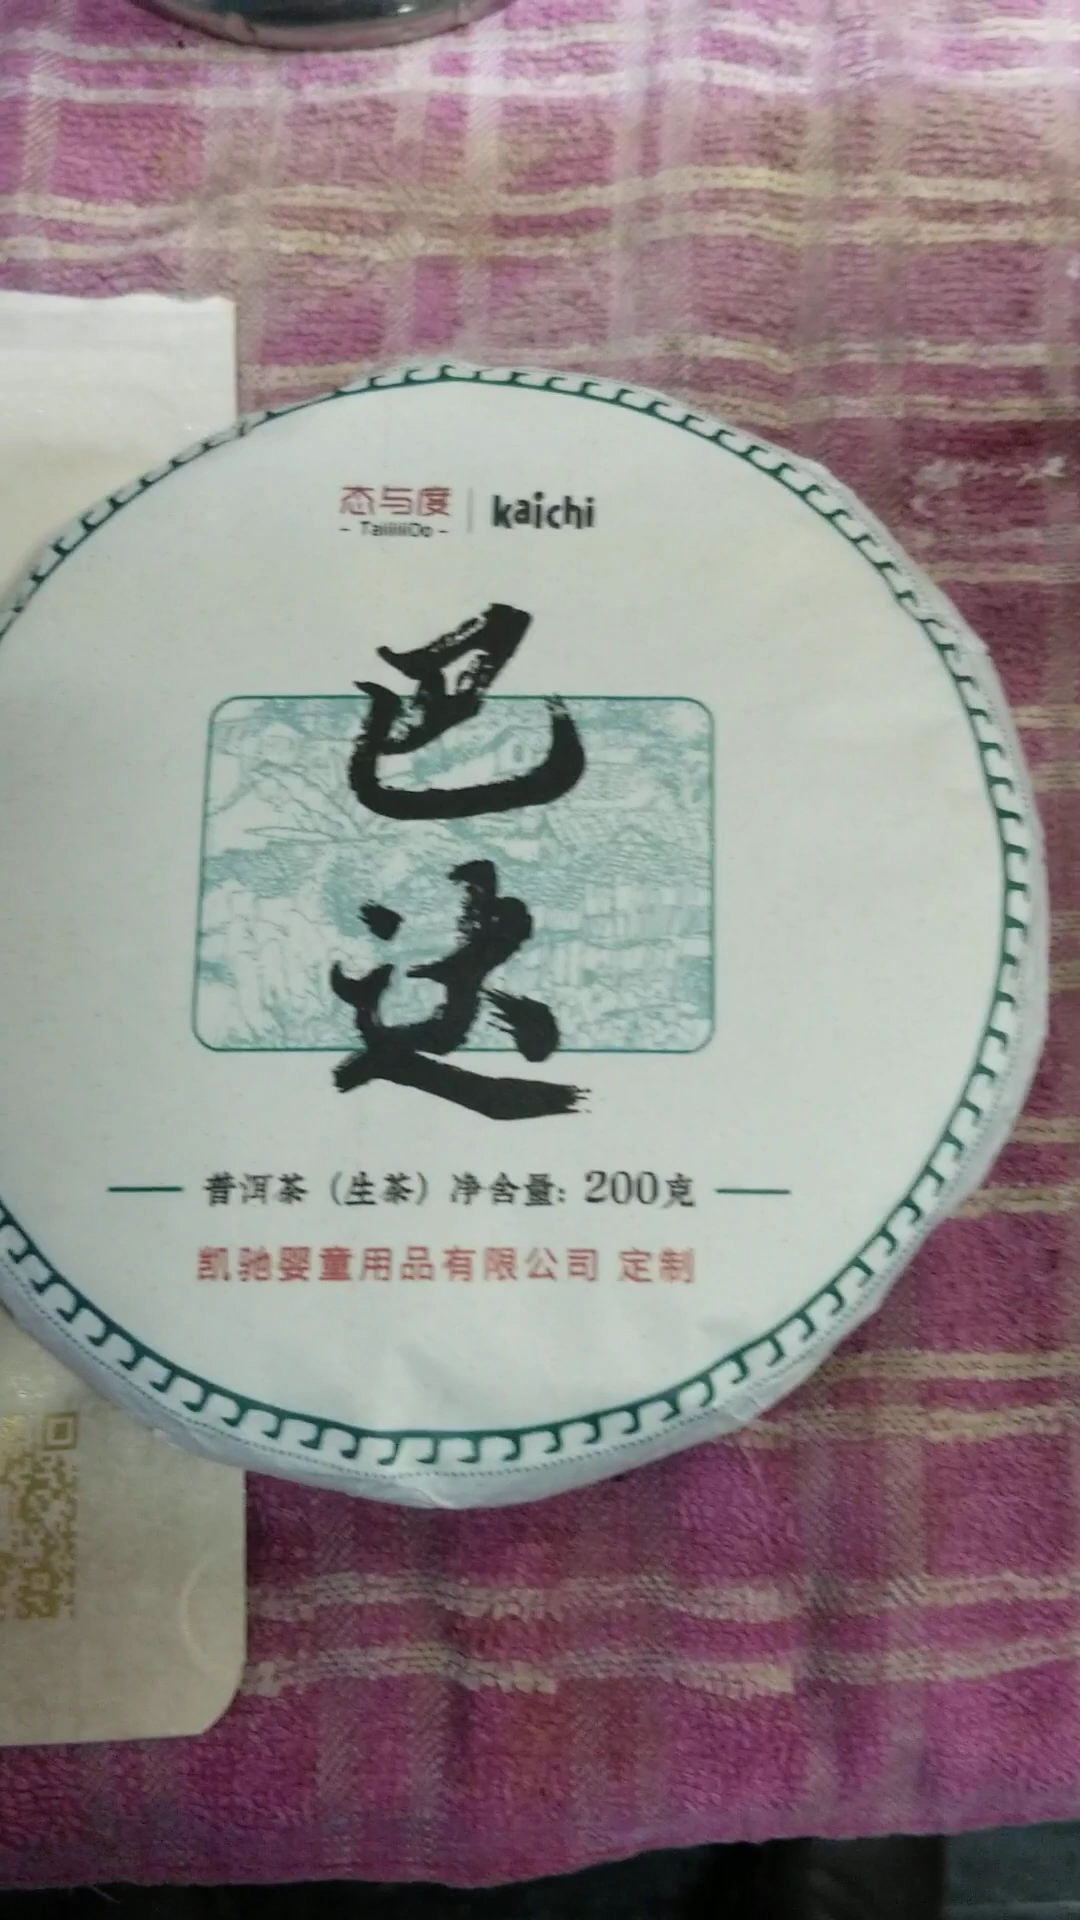 态与度 | kaichi
- TaiiiiiDo -
巴
达
普洱茶（生茶）净含量: 200克
凯驰婴童用品有限公司 定制